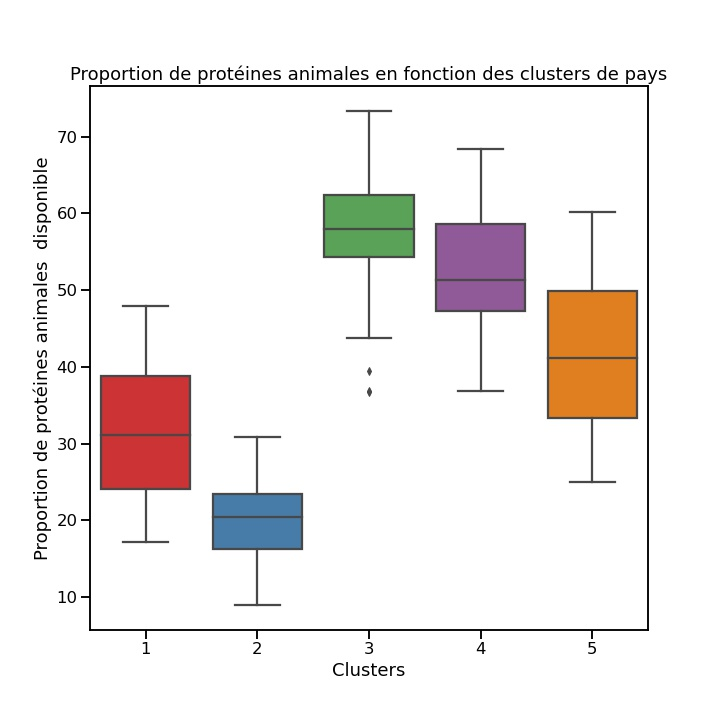 Proportion de protéines animales en fonction des clusters de pays
Proportion de protéines animales  disponible
70
60
50
40
30
20
10
1 2 3 4 5
Clusters